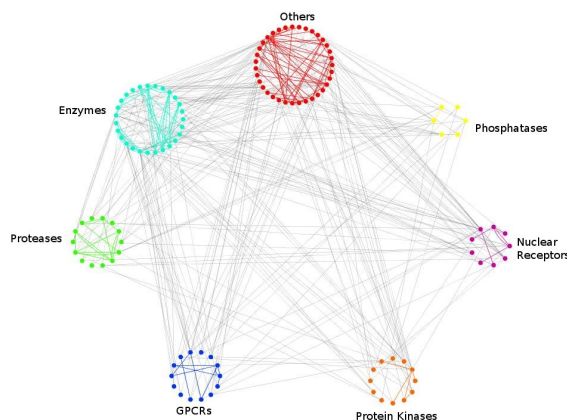 Others
Enzymes
Phosphatases
Proteases
Nuclear
Receptors
GPCRs
Protein Kinases